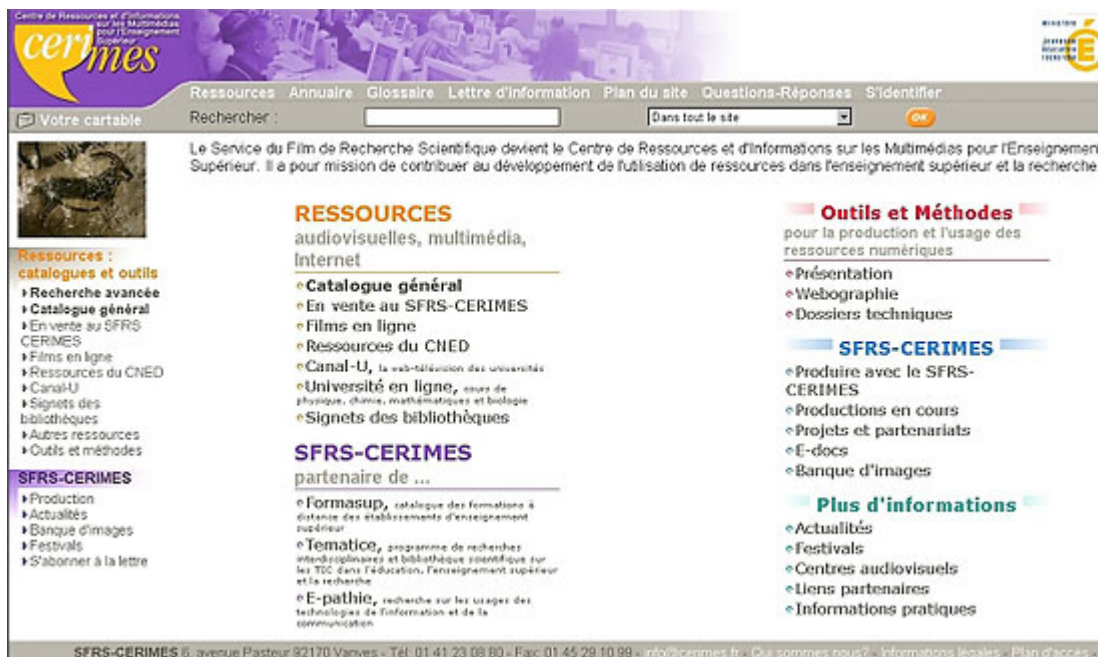 Centre de Ressources et d'Informations
sur les Multimédias
pour l'Enseignement
Supérieur
cerimes
MINISTÈRE
jeunesse
éducation
recherche
Ressources Annuaire Glossaire Lettre d'Information Plan du site Questions-Réponses S'identifier
Votre cartable
Rechercher :
Dans tout le site
OK
Le Service du Film de Recherche Scientifique devient le Centre de Ressources et d'Informations sur les Multimédias pour l'Enseignemen
Supérieur. Il a pour mission de contribuer au développement de l'utilisation de ressources dans l'enseignement supérieur et la recherche
Ressources :
catalogues et outils
Recherche avancée
Catalogue général
En vente au SFRS
CERIMES
Films en ligne
Ressources du CNED
Canal-U
Signets des
bibliothèques
Autres ressources
Outils et méthodes
SFRS-CERIMES
Production
Actualités
Banque d'images
Festivals
S'abonner à la lettre
RESSOURCES
audiovisuelles, multimédia,
Internet
Catalogue général
En vente au SFRS-CERIMES
Films en ligne
Ressources du CNED
Canal-U, la web-télévision des universités
Université en ligne, cours de
physique, chimie, mathématiques et biologie
Signets des bibliothèques
SFRS-CERIMES
partenaire de ...
Formasup, catalogue des formations à
distance des établissements d'enseignement
supérieur
Tematice, programme de recherches
interdisciplinaires et bibliothèque scientifique sur
les TIC dans l'éducation, l'enseignement supérieur
et la recherche
E-pathie, recherche sur les usages des
technologies de l'information et de la
communication
Outils et Méthodes
pour la production et l'usage des
ressources numériques
Présentation
Webographie
Dossiers techniques
SFRS-CERIMES
Produire avec le SFRS-
CERIMES
Productions en cours
Projets et partenariats
E-docs
Banque d'images
Plus d'informations
Actualités
Festivals
Centres audiovisuels
Liens partenaires
Informations pratiques
SFRS-CERIMES 6, avenue Pasteur 92170 Vanves - Tél: 01 41 23 08 80 - Fax: 01 45 29 10 99 - info@cerimes.fr - Qui sommes nous? - Informations légales - Plan d'accès -